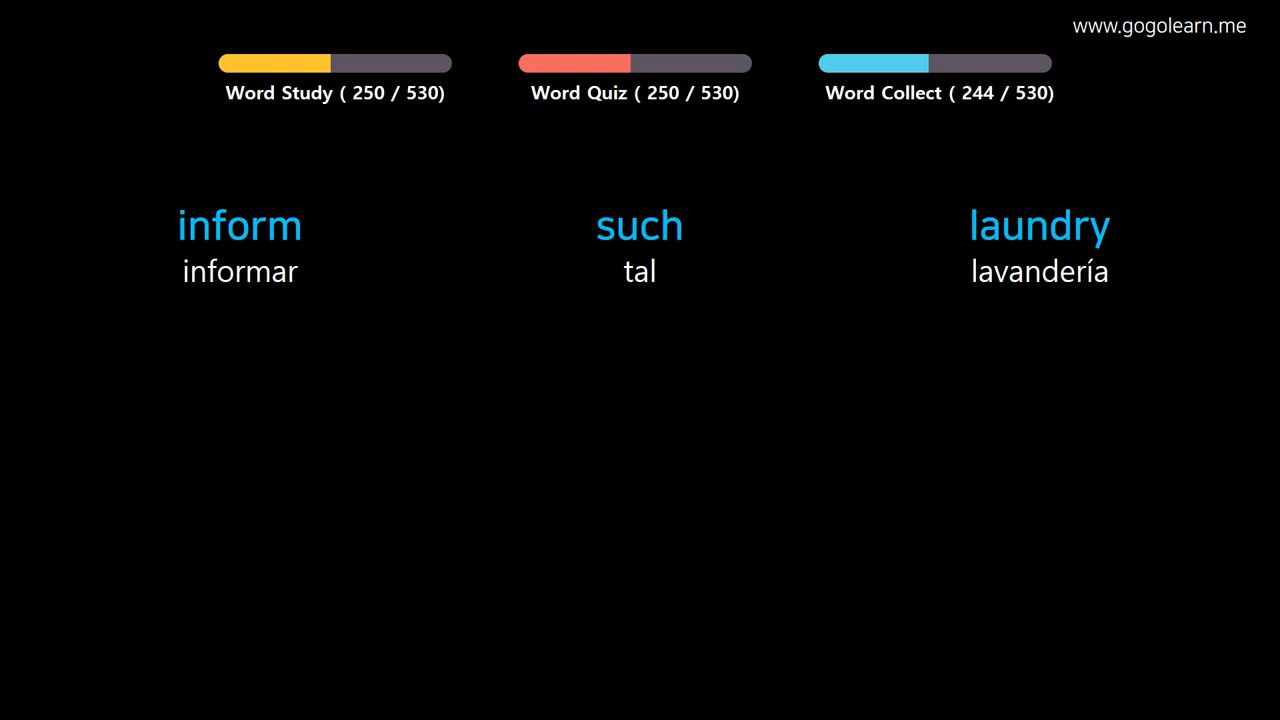 www.gogolearn.me
Word Study ( 250 / 530)
Word Quiz ( 250 / 530)
Word Collect ( 244 / 530)
inform
informar
such
tal
laundry
lavandería